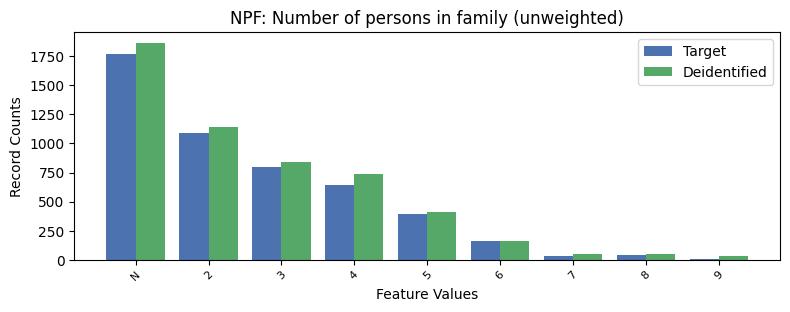 NPF: Number of persons in family (unweighted)
Target
Deidentified
Record Counts
1750
1500
1250
1000
750
500
250
0
N 2 3 4 5 6 7 8 9
Feature Values